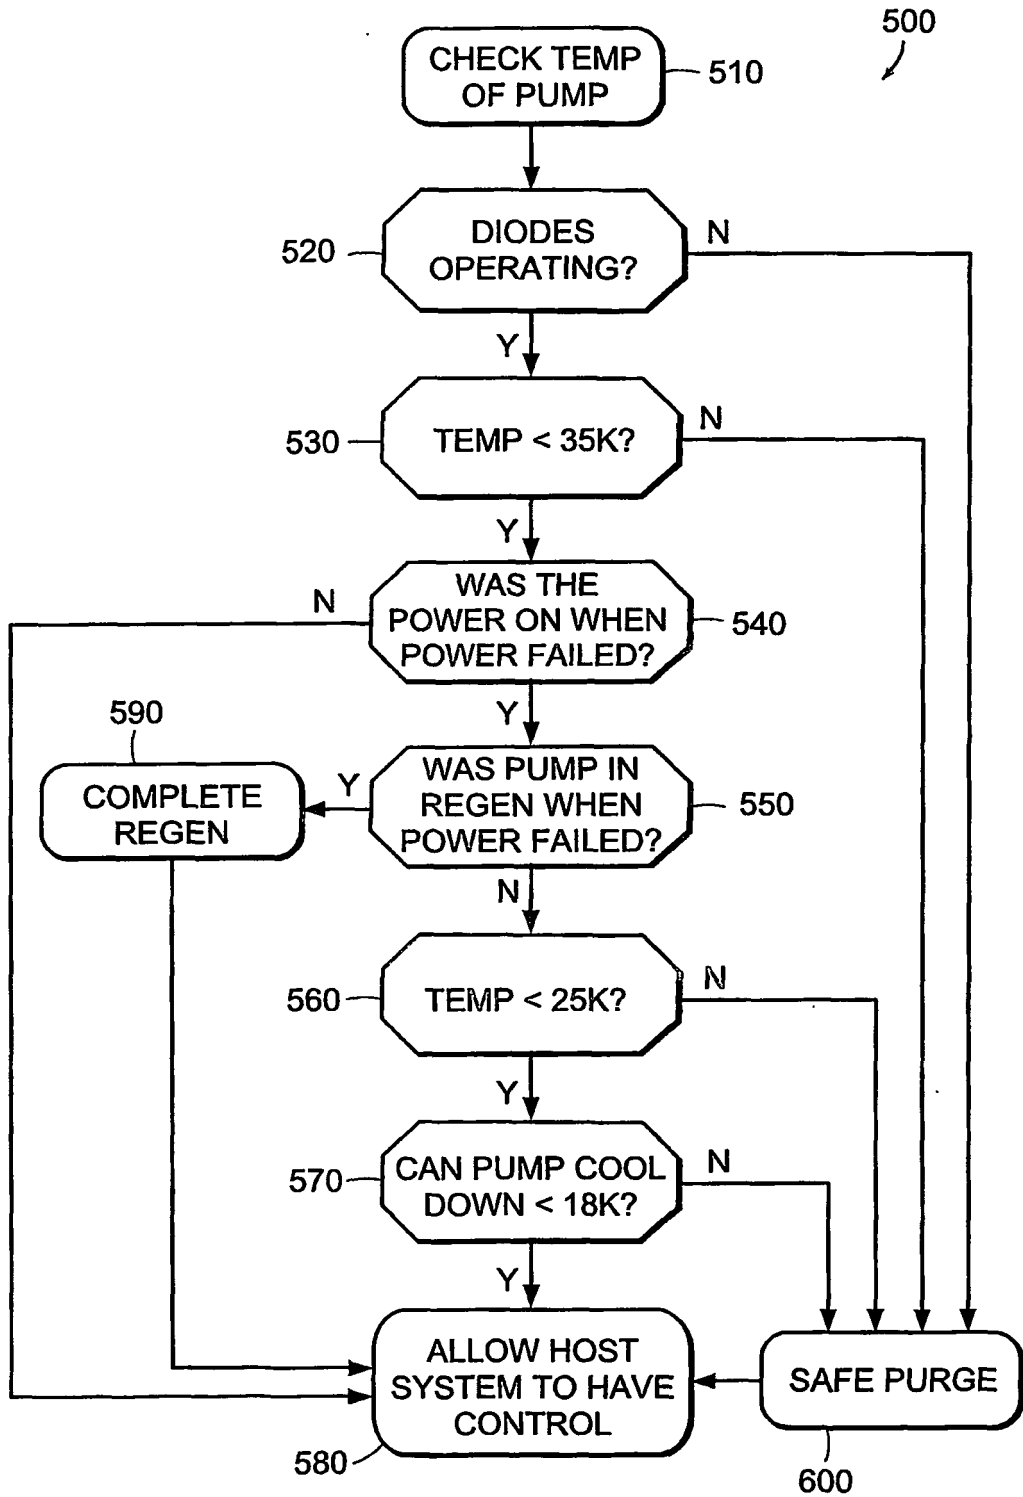 500
CHECK TEMP
OF PUMP
510
DIODES
OPERATING?
520
N
Y
TEMP < 35K?
530
N
Y
WAS THE
POWER ON WHEN
POWER FAILED?
540
N
Y
590
COMPLETE
REGEN
Y
WAS PUMP IN
REGEN WHEN
POWER FAILED?
550
N
TEMP < 25K?
560
N
Y
CAN PUMP COOL
DOWN < 18K?
570
N
Y
ALLOW HOST
SYSTEM TO HAVE
CONTROL
580
SAFE PURGE
600